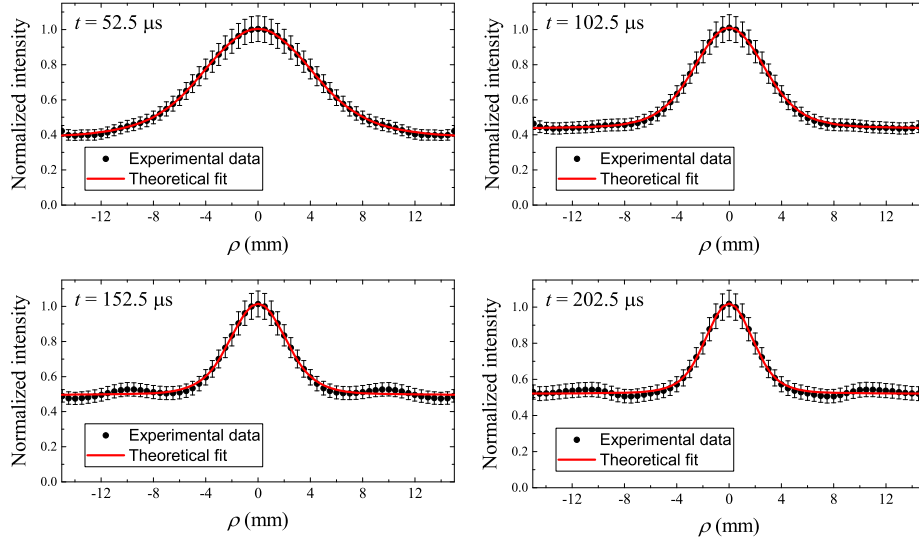 t = 52.5 μs
Normalized intensity
1.0
0.8
0.6
0.4
0.2
0.0
Experimental data
Theoretical fit
-12 -8 -4 0 4 8 12
ρ (mm)
t = 102.5 μs
Normalized intensity
1.0
0.8
0.6
0.4
0.2
0.0
Experimental data
Theoretical fit
-12 -8 -4 0 4 8 12
ρ (mm)
t = 152.5 μs
Normalized intensity
1.0
0.8
0.6
0.4
0.2
0.0
Experimental data
Theoretical fit
-12 -8 -4 0 4 8 12
ρ (mm)
t = 202.5 μs
Normalized intensity
1.0
0.8
0.6
0.4
0.2
0.0
Experimental data
Theoretical fit
-12 -8 -4 0 4 8 12
ρ (mm)